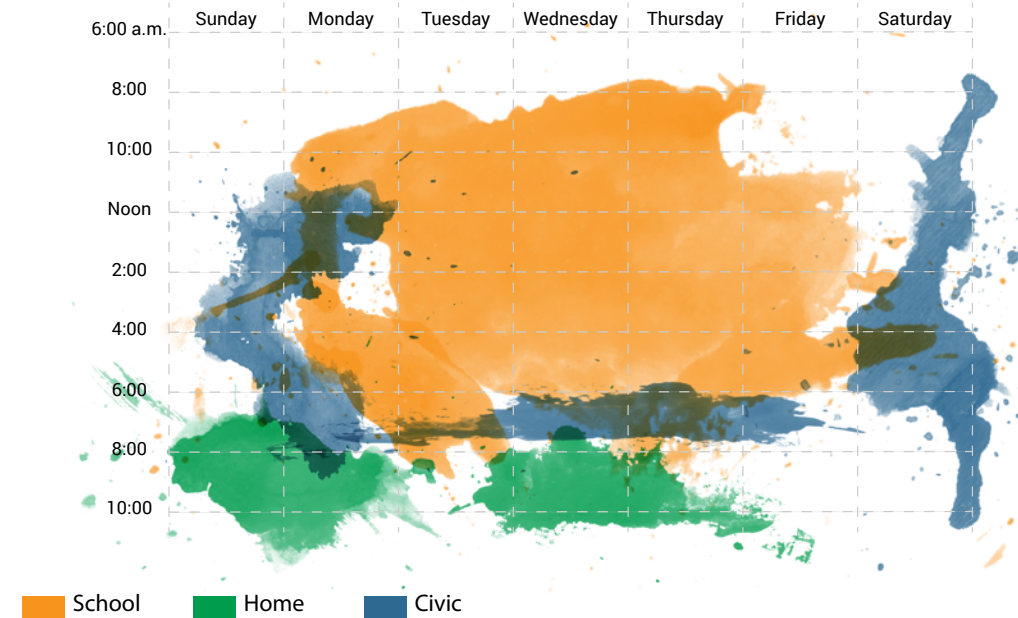 Sunday Monday Tuesday Wednesday Thursday Friday Saturday
6:00 a.m.
8:00
10:00
Noon
2:00
4:00
6:00
8:00
10:00
School Home Civic